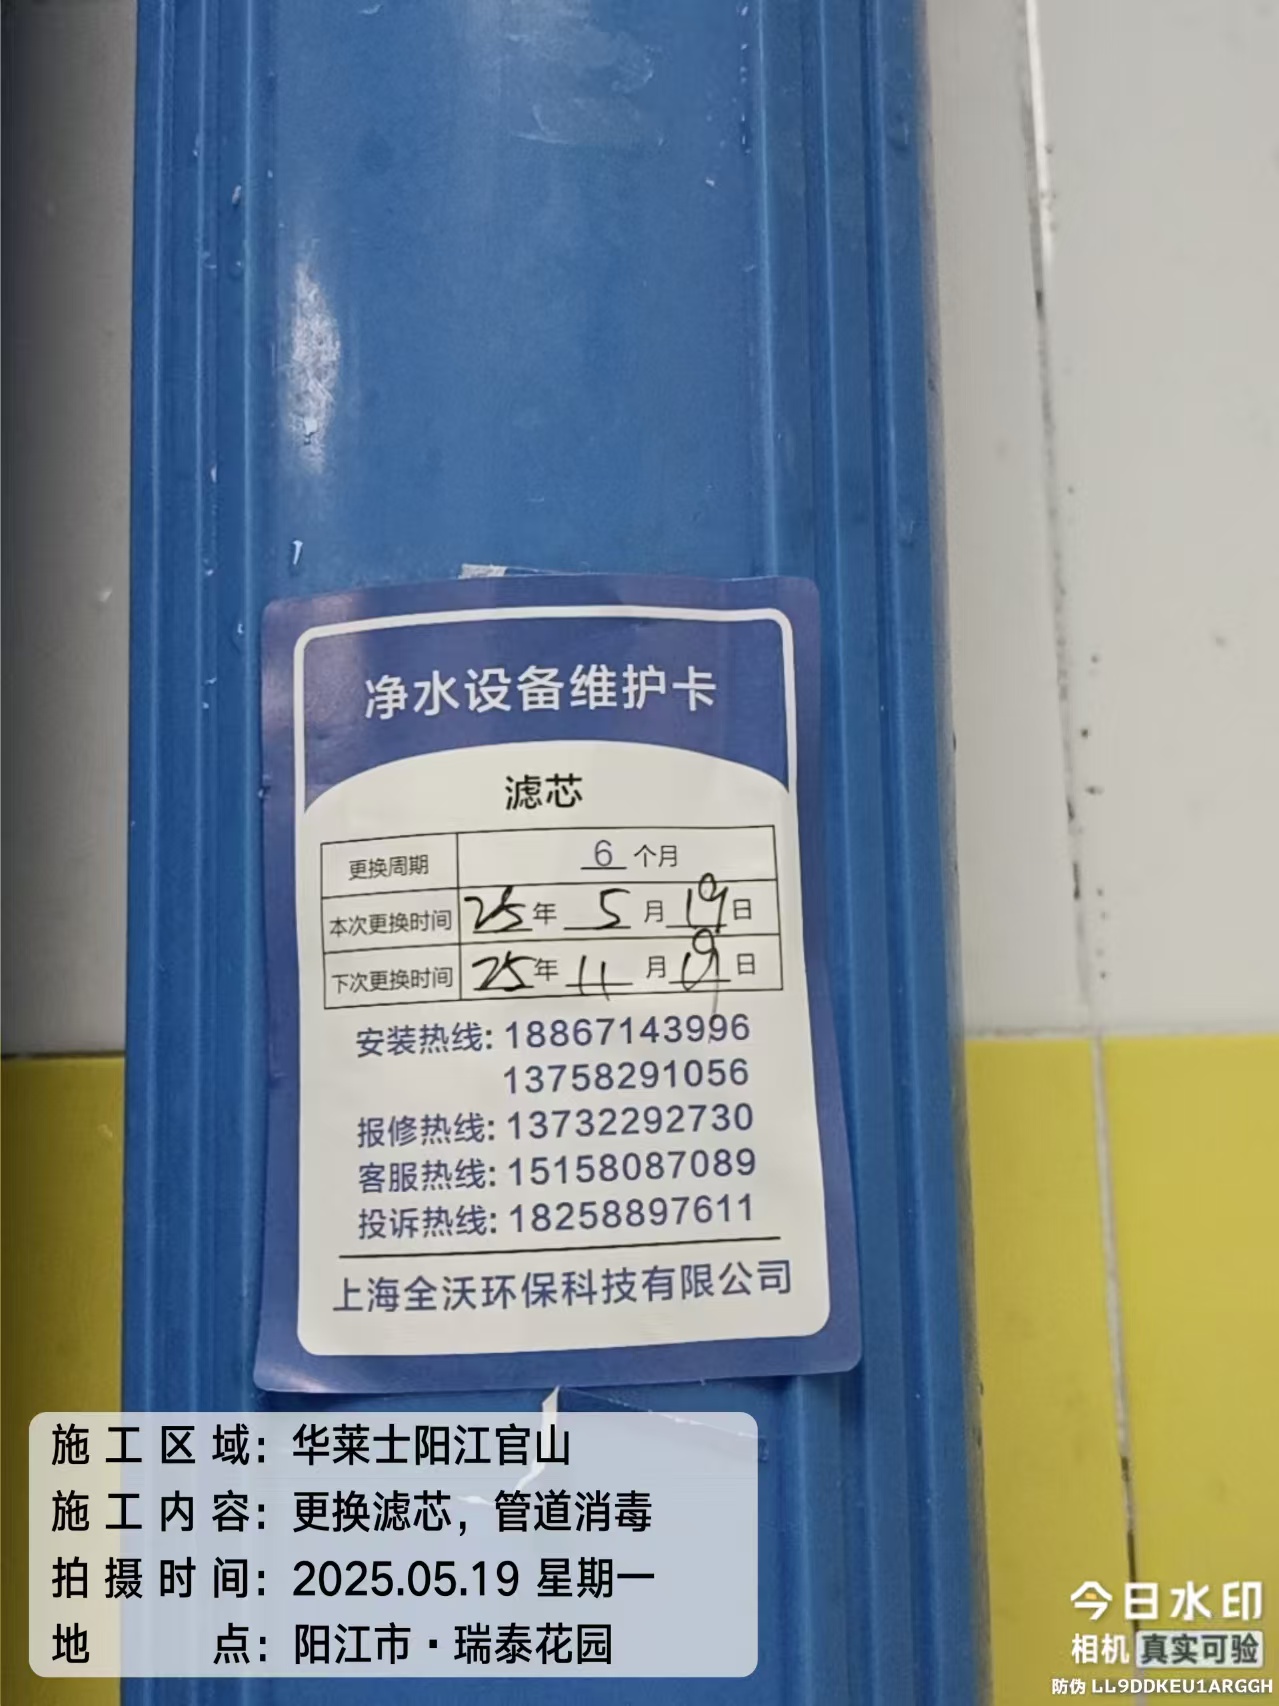 净水设备维护卡
滤芯
更换周期 6 个月
本次更换时间 25年 5 月 19 日
下次更换时间 25年 11 月 19 日
安装热线: 18867143996
13758291056
报修热线: 13732292730
客服热线: 15158087089
投诉热线: 18258897611
上海全沃环保科技有限公司
施工区域: 华莱士阳江官山
施工内容: 更换滤芯，管道消毒
拍摄时间: 2025.05.19 星期一
地点: 阳江市·瑞泰花园
今日水印
相机 真实可验
防伪 LL9DDKEU1ARGGH